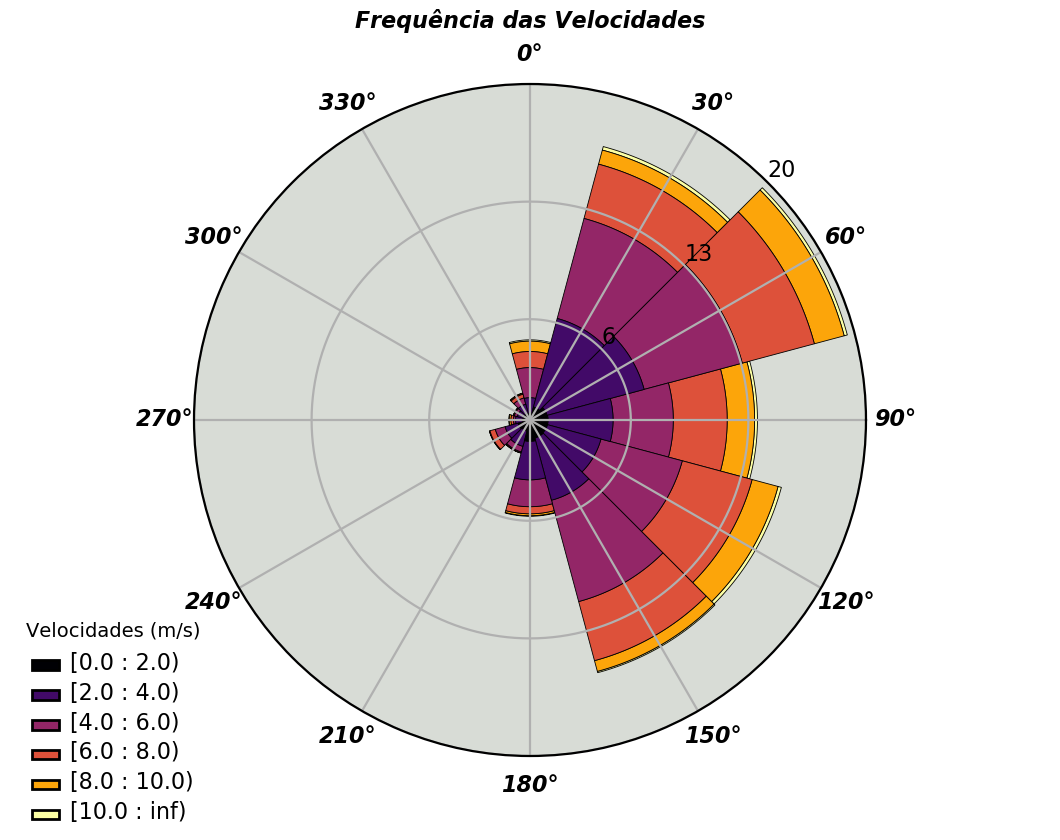 Frequência das Velocidades
0°
330°
30°
20
300°
60°
13
6
270°
90°
240°
120°
210°
150°
180°
Velocidades (m/s)
[0.0 : 2.0)
[2.0 : 4.0)
[4.0 : 6.0)
[6.0 : 8.0)
[8.0 : 10.0)
[10.0 : inf)